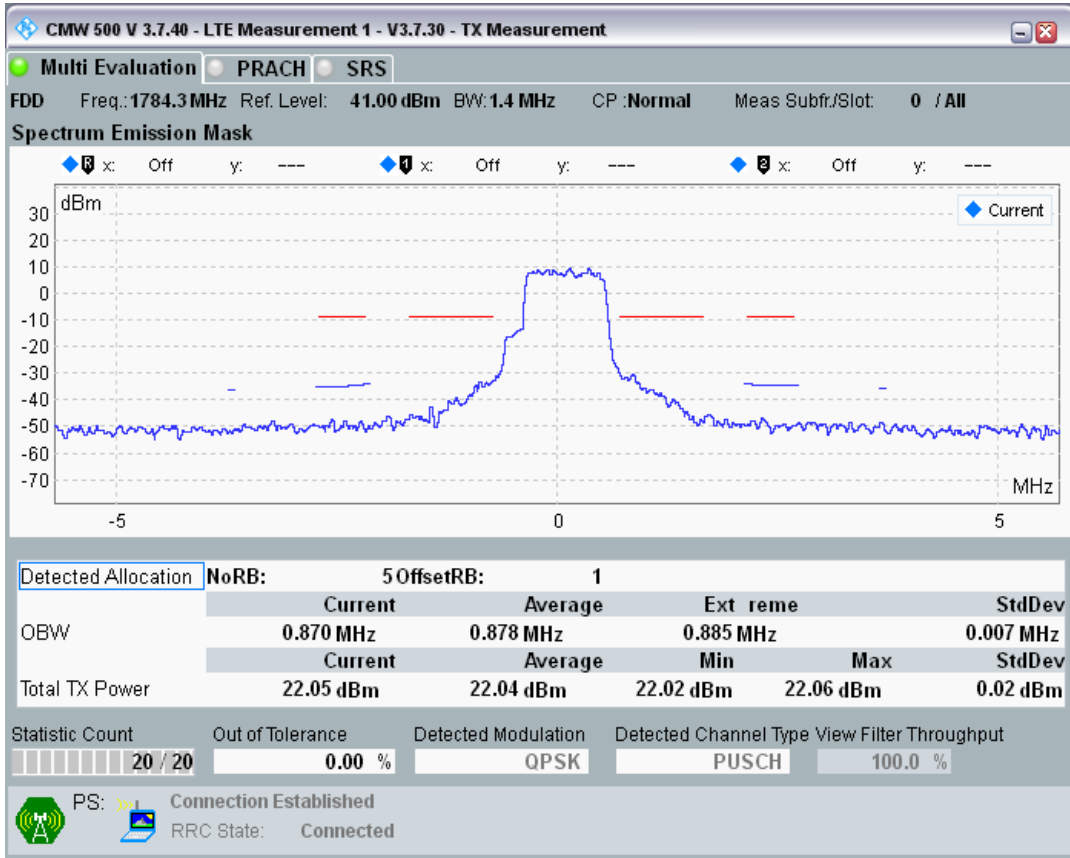 CMW 500 V 3.7.40 - LTE Measurement 1 - V3.7.30 - TX Measurement
Multi Evaluation PRACH SRS
FDD Freq.: 1784.3 MHz Ref. Level: 41.00 dBm BW: 1.4 MHz CP : Normal Meas Subfr./Slot: 0 / All
Spectrum Emission Mask
R x: Off y: --- 1 x: Off y: --- 2 x: Off y: ---
dBm
Current
30
20
10
0
-10
-20
-30
-40
-50
-60
-70
MHz
-5 0 5
Detected Allocation NoRB: 5 OffsetRB: 1
Current Average Ext reme StdDev
OBW 0.870 MHz 0.878 MHz 0.885 MHz 0.007 MHz
Current Average Min Max StdDev
Total TX Power 22.05 dBm 22.04 dBm 22.02 dBm 22.06 dBm 0.02 dBm
Statistic Count Out of Tolerance Detected Modulation Detected Channel Type View Filter Throughput
20 / 20 0.00 % QPSK PUSCH 100.0 %
PS: Connection Established
RRC State: Connected